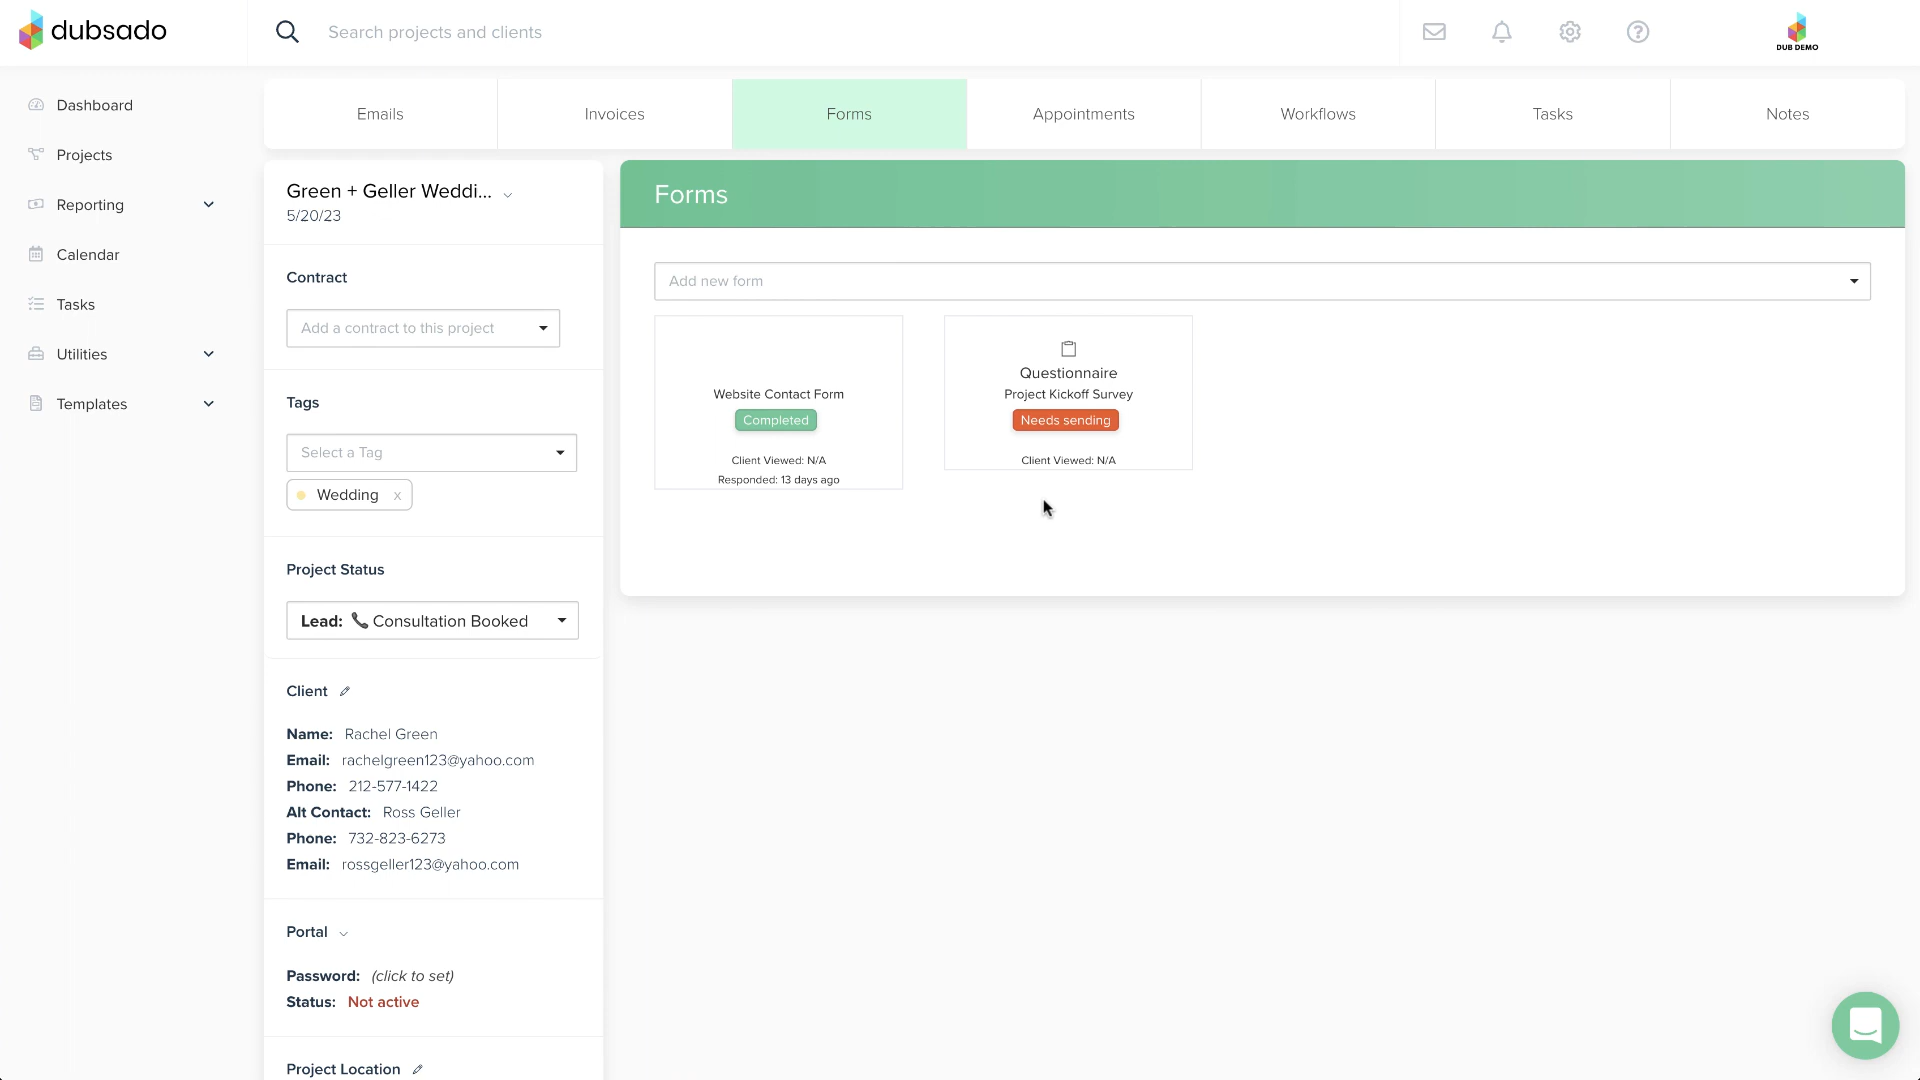 dubsado
Search projects and clients
DUB DEMO
Dashboard
Projects
Reporting
Calendar
Tasks
Utilities
Templates
Emails
Invoices
Forms
Appointments
Workflows
Tasks
Notes
Green + Geller Weddi...
5/20/23
Contract
Add a contract to this project
Tags
Select a Tag
Wedding x
Project Status
Lead: 📞 Consultation Booked
Client
Name: Rachel Green
Email: rachelgreen123@yahoo.com
Phone: 212-577-1422
Alt Contact: Ross Geller
Phone: 732-823-6273
Email: rossgeller123@yahoo.com
Portal
Password: (click to set)
Status: Not active
Project Location
Forms
Add new form
Website Contact Form
Completed
Client Viewed: N/A
Responded: 13 days ago
Questionnaire
Project Kickoff Survey
Needs sending
Client Viewed: N/A